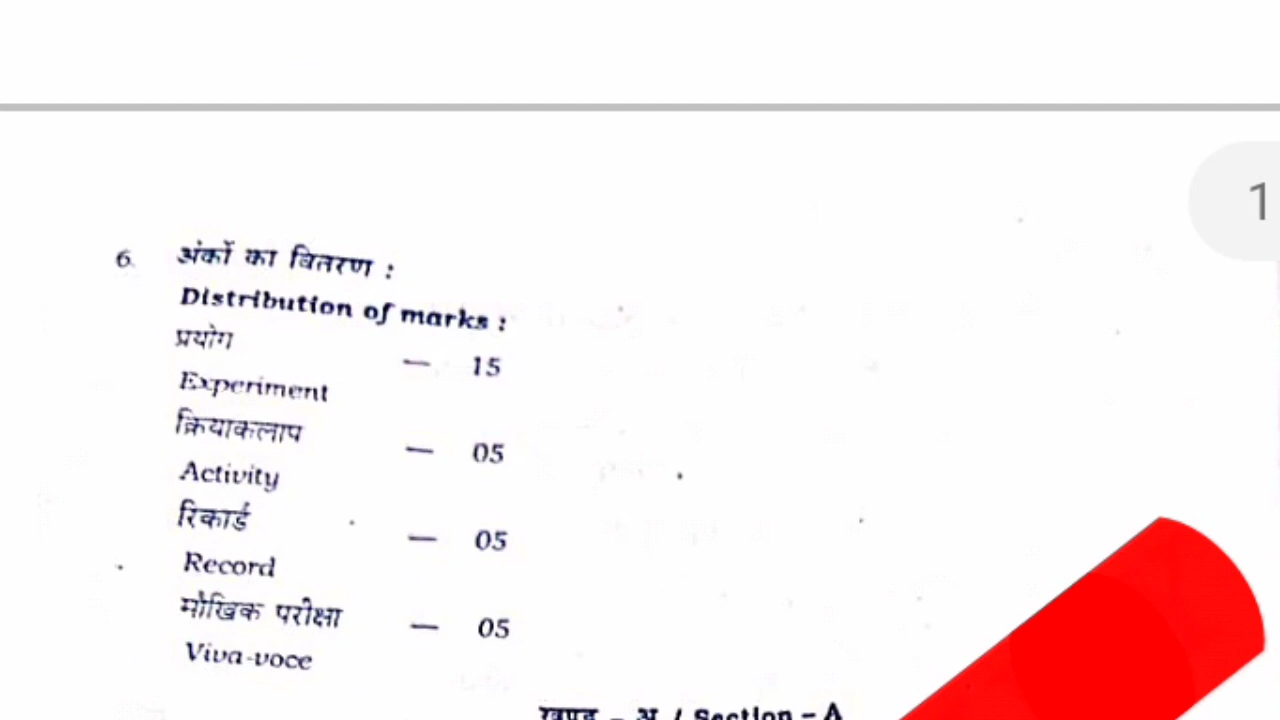 1
6. अंकों का वितरण :
Distribution of marks :
प्रयोग — 15
Experiment
क्रियाकलाप — 05
Activity
रिकार्ड — 05
Record
मौखिक परीक्षा — 05
Viva-voce
खण्ड – अ / Section – A